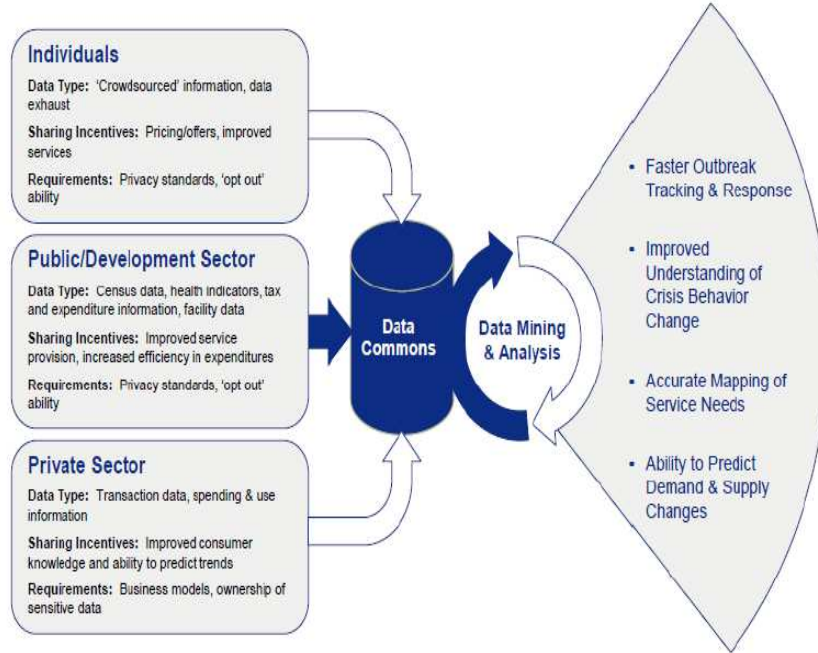 Individuals
Data Type: ‘Crowdsourced’ information, data
exhaust
Sharing Incentives: Pricing/offers, improved
services
Requirements: Privacy standards, ‘opt out’
ability
Public/Development Sector
Data Type: Census data, health indicators, tax
and expenditure information, facility data
Sharing Incentives: Improved service
provision, increased efficiency in expenditures
Requirements: Privacy standards, ‘opt out’
ability
Private Sector
Data Type: Transaction data, spending & use
information
Sharing Incentives: Improved consumer
knowledge and ability to predict trends
Requirements: Business models, ownership of
sensitive data
Data
Commons
Data Mining
& Analysis
• Faster Outbreak
Tracking & Response
• Improved
Understanding of
Crisis Behavior
Change
• Accurate Mapping of
Service Needs
• Ability to Predict
Demand & Supply
Changes